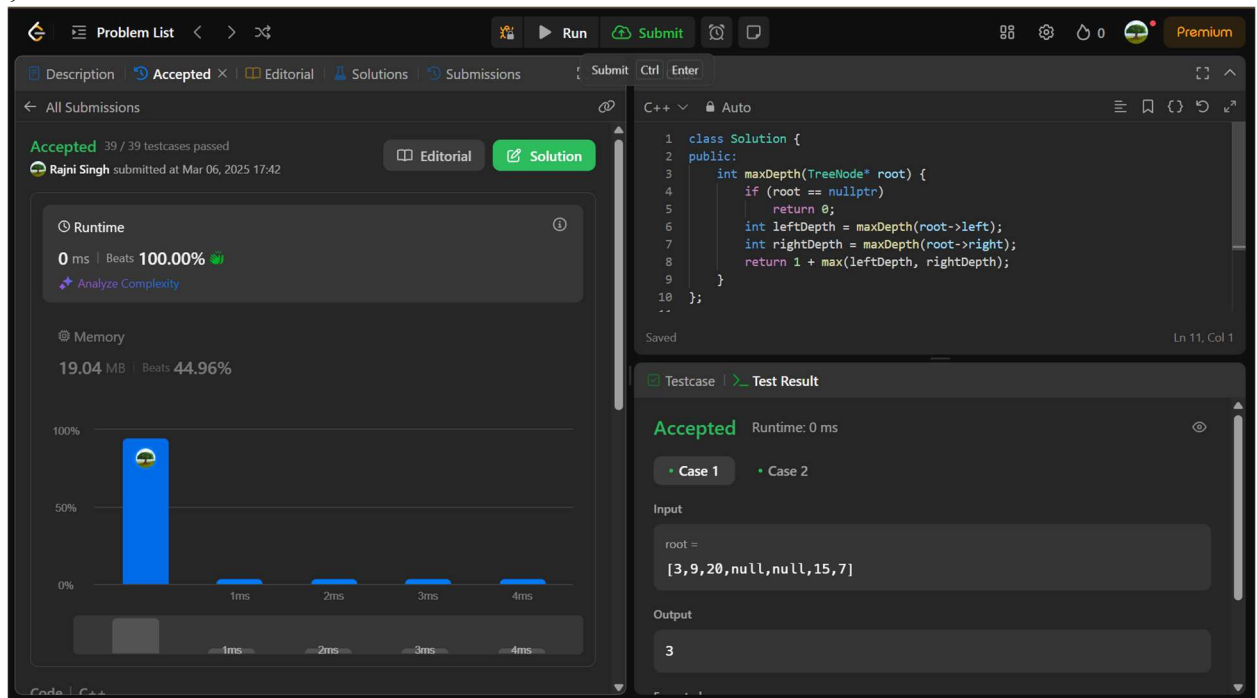 Problem List
Run
Submit
0
Premium
Description
Accepted
Editorial
Solutions
Submissions
Submit Ctrl Enter
All Submissions
Accepted 39 / 39 testcases passed
Rajni Singh submitted at Mar 06, 2025 17:42
Editorial
Solution
Runtime
0 ms | Beats 100.00%
Analyze Complexity
Memory
19.04 MB | Beats 44.96%
100%
50%
0%
1ms 2ms 3ms 4ms
1ms 2ms 3ms 4ms
Code | C++
C++ Auto
1 class Solution {
2 public:
3 int maxDepth(TreeNode* root) {
4 if (root == nullptr)
5 return 0;
6 int leftDepth = maxDepth(root->left);
7 int rightDepth = maxDepth(root->right);
8 return 1 + max(leftDepth, rightDepth);
9 }
10 };
Saved
Ln 11, Col 1
Testcase
Test Result
Accepted Runtime: 0 ms
Case 1
Case 2
Input
root =
[3,9,20,null,null,15,7]
Output
3